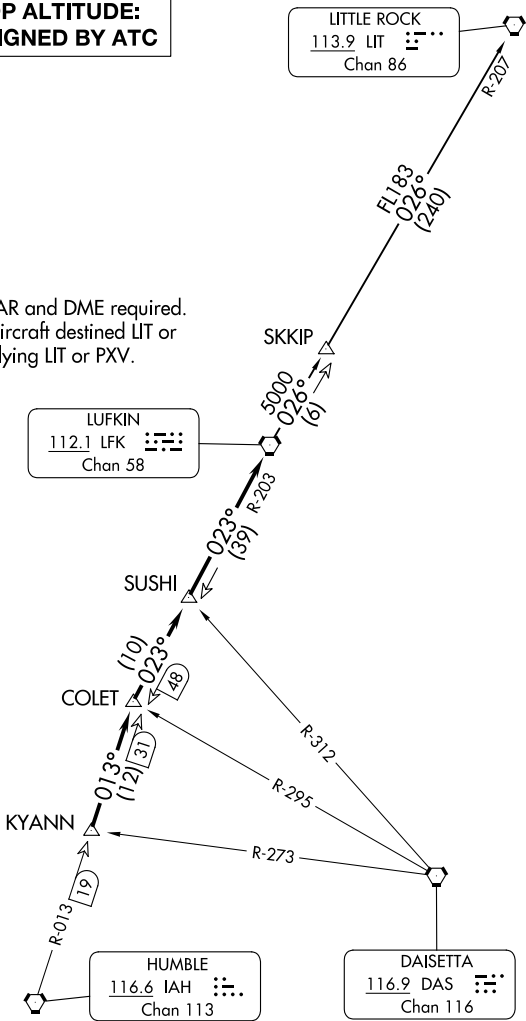 P ALTITUDE:
IGNED BY ATC
LITTLE ROCK
113.9 LIT
Chan 86
R-207
FL183
026°
(240)
AR and DME required.
ircraft destined LIT or
lying LIT or PXV.
SKKIP
5000
026°
(6)
LUFKIN
112.1 LFK
Chan 58
R-203
023°
(39)
SUSHI
(10)
023°
48
COLET
R-312
31
013°
(12)
R-295
KYANN
R-273
19
R-013
HUMBLE
116.6 IAH
Chan 113
DAISETTA
116.9 DAS
Chan 116